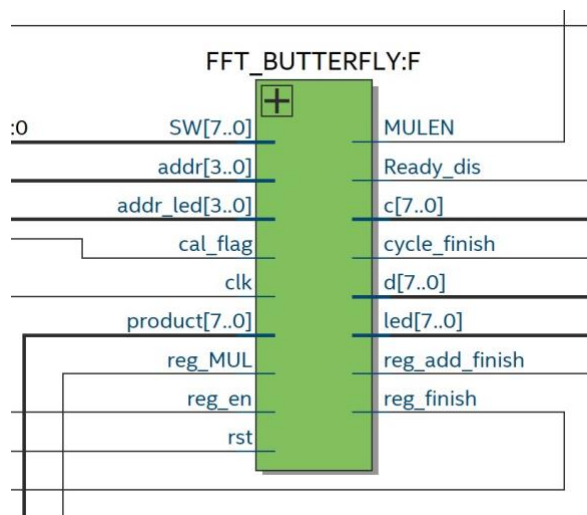 FFT_BUTTERFLY:F
:0
SW[7..0]
MULEN
addr[3..0]
Ready_dis
addr_led[3..0]
c[7..0]
cal_flag
cycle_finish
clk
d[7..0]
product[7..0]
led[7..0]
reg_MUL
reg_add_finish
reg_en
reg_finish
rst